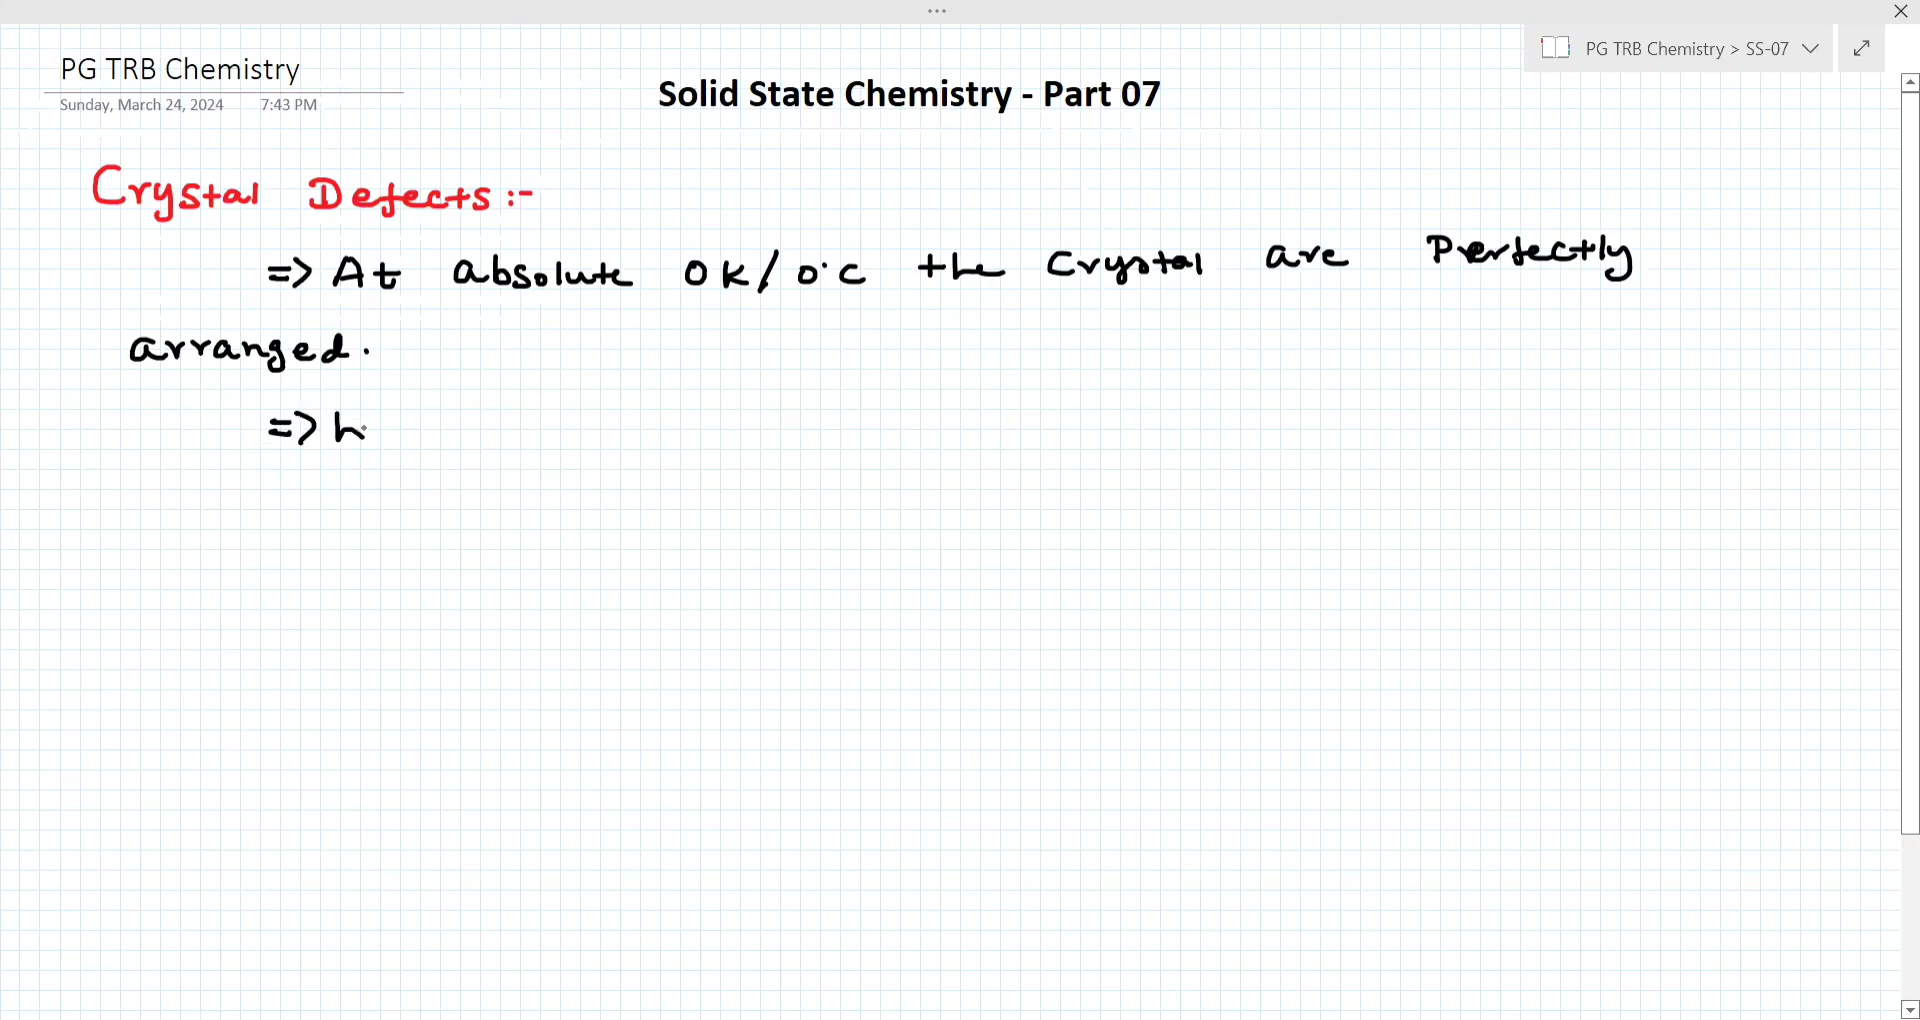 PG TRB Chemistry > SS-07
PG TRB Chemistry
Sunday, March 24, 2024 7:43 PM
Solid State Chemistry - Part 07
Crystal Defects :-
=> At absolute 0K/0°C the Crystal are Perfectly
arranged.
=> h